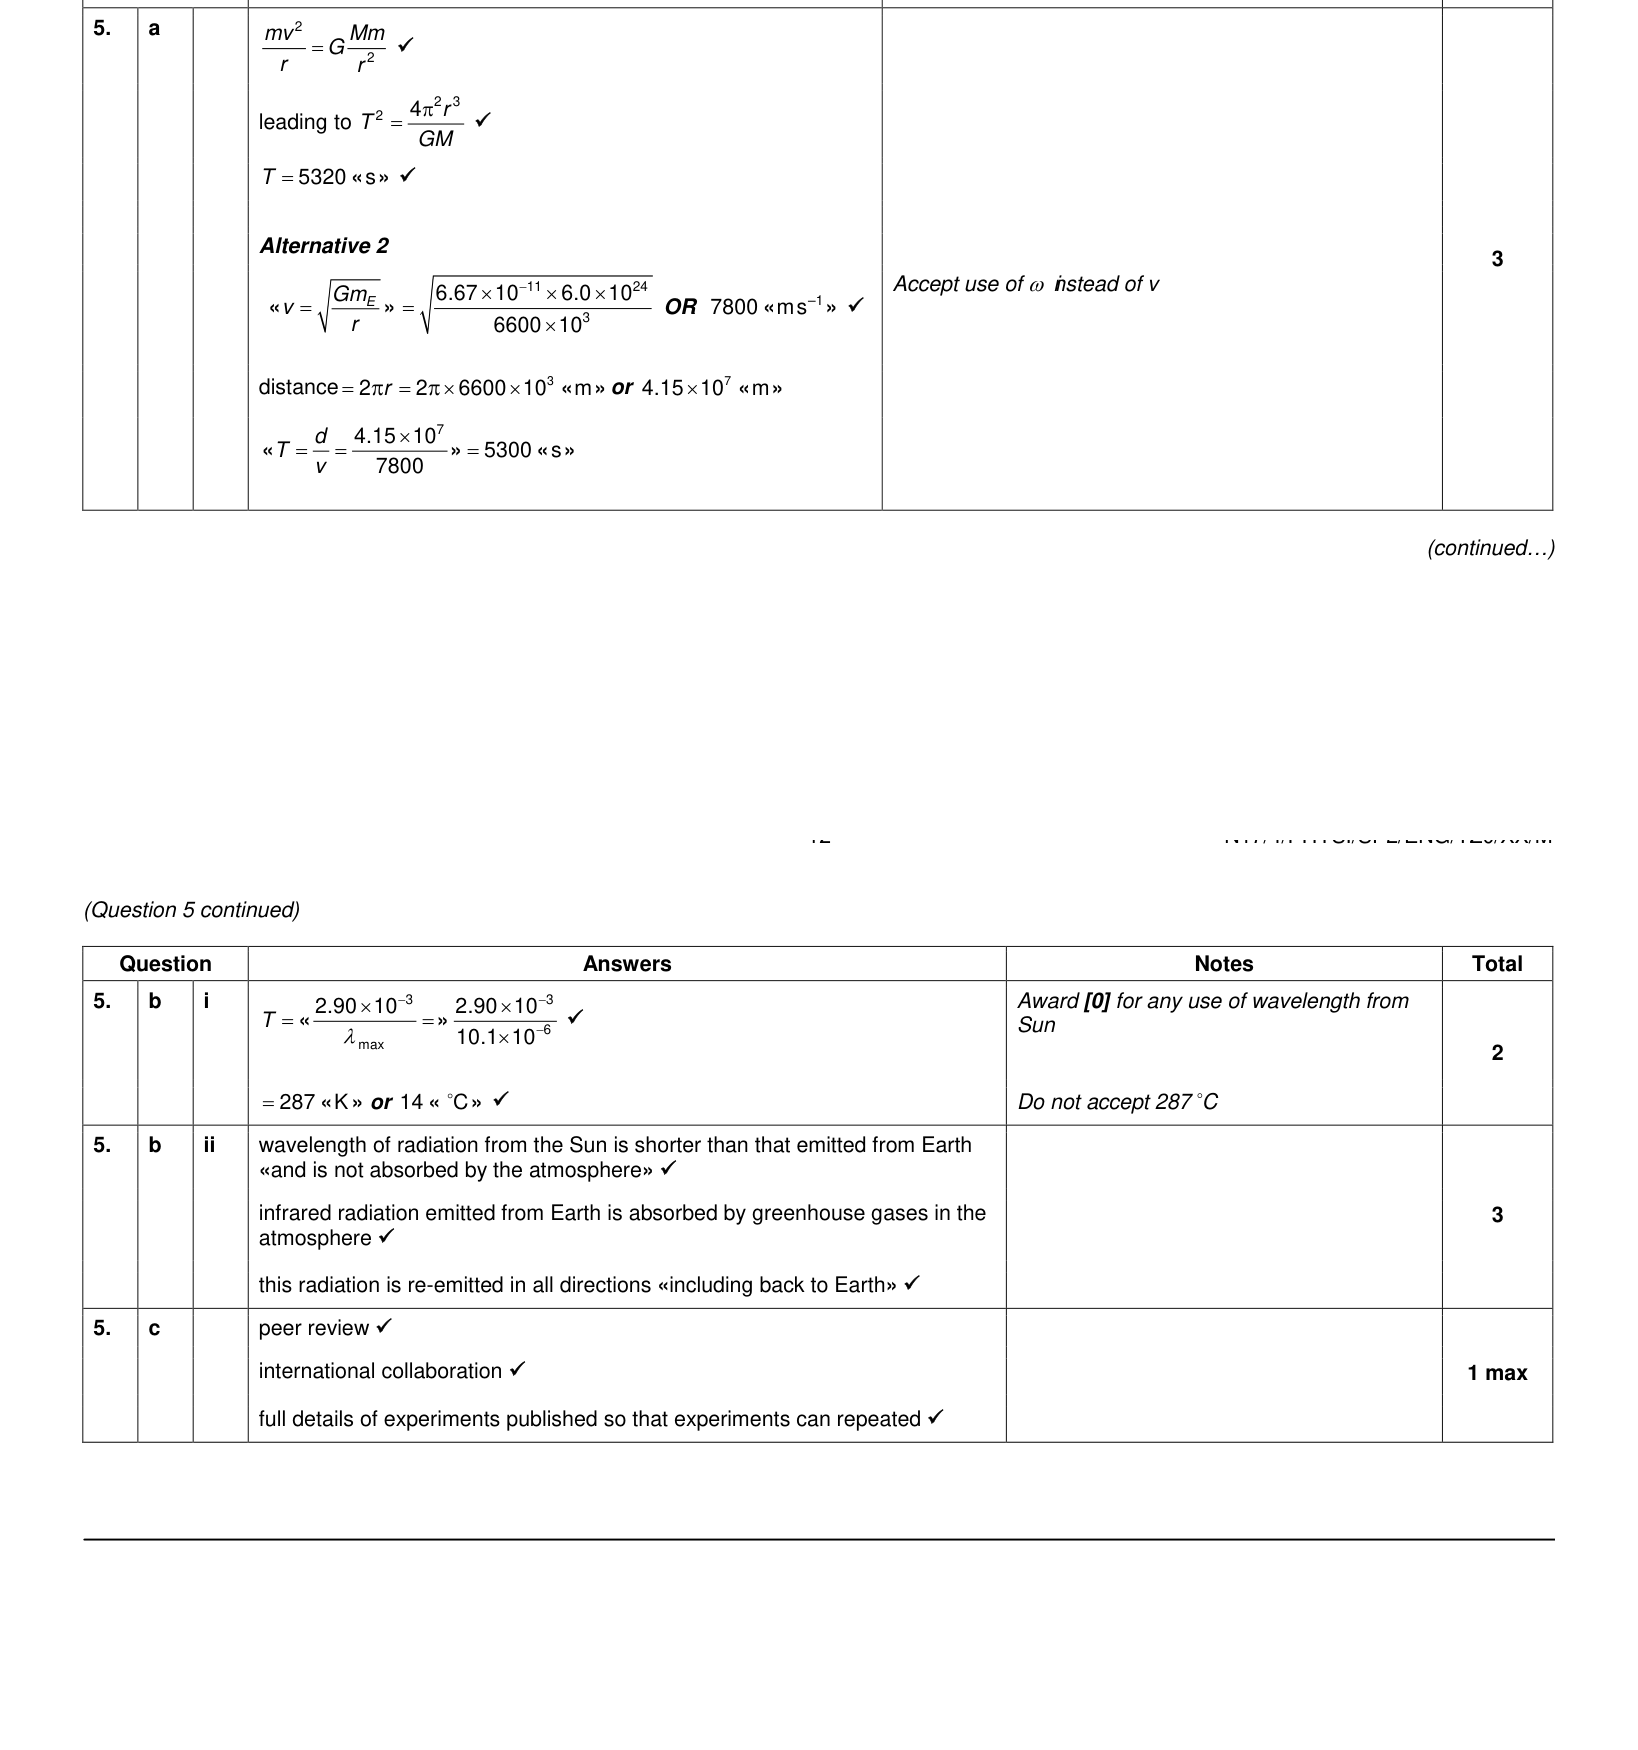 5. a mv²/r = G Mm/r² ✓
leading to T² = 4π²r³/GM ✓
T = 5320 «s» ✓
Alternative 2
«v = √(Gm_E/r)» = √(6.67×10⁻¹¹×6.0×10²⁴/6600×10³) OR 7800 «ms⁻¹» ✓
Accept use of ω instead of v
3
distance = 2πr = 2π×6600×10³ «m» or 4.15×10⁷ «m»
«T = d/v = 4.15×10⁷/7800» = 5300 «s»
(continued…)
(Question 5 continued)
Question Answers Notes Total
5. b i T = «2.90×10⁻³/λmax =» 2.90×10⁻³/10.1×10⁻⁶ ✓
= 287 «K» or 14 «°C» ✓
Award [0] for any use of wavelength from
Sun
Do not accept 287 °C
2
5. b ii wavelength of radiation from the Sun is shorter than that emitted from Earth
«and is not absorbed by the atmosphere» ✓
infrared radiation emitted from Earth is absorbed by greenhouse gases in the
atmosphere ✓
this radiation is re-emitted in all directions «including back to Earth» ✓
3
5. c peer review ✓
international collaboration ✓
full details of experiments published so that experiments can repeated ✓
1 max